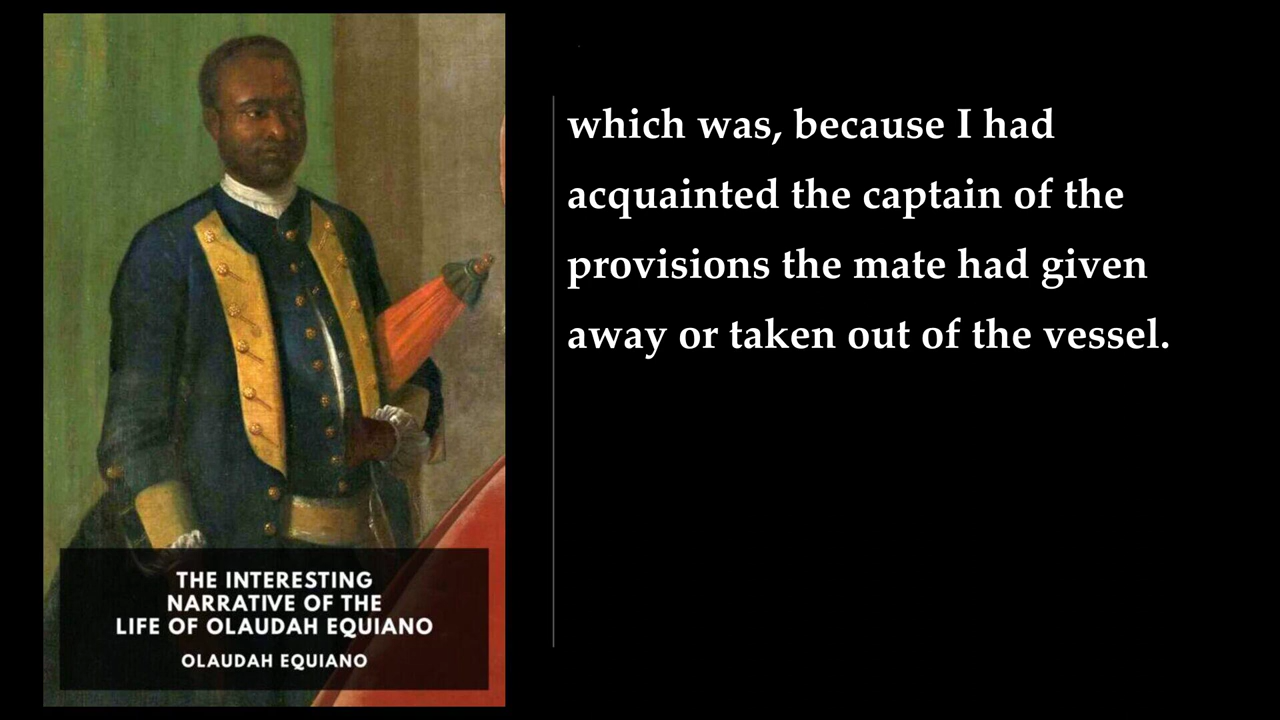 which was, because I had
acquainted the captain of the
provisions the mate had given
away or taken out of the vessel.
THE INTERESTING
NARRATIVE OF THE
LIFE OF OLAUDAH EQUIANO
OLAUDAH EQUIANO